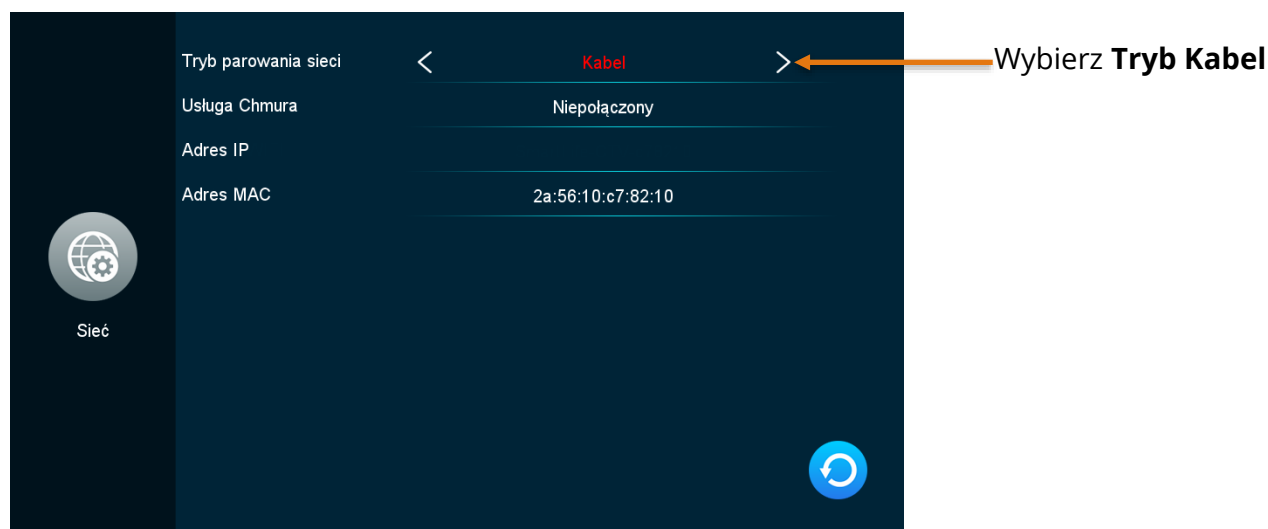 Tryb parowania sieci
Kabel
Wybierz Tryb Kabel
Usługa Chmura
Niepołączony
Adres IP
Adres MAC
2a:56:10:c7:82:10
Sieć